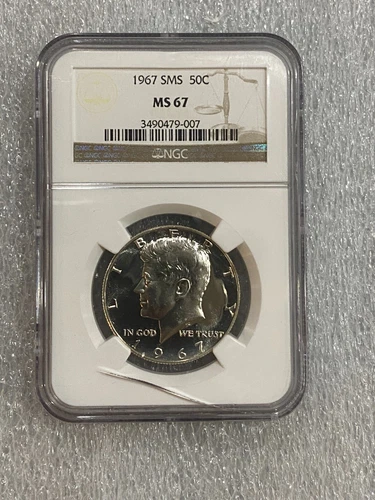 1967 SMS 50C
MS 67
3490479-007
NGC
LIBERTY
IN GOD WE TRUST
1967